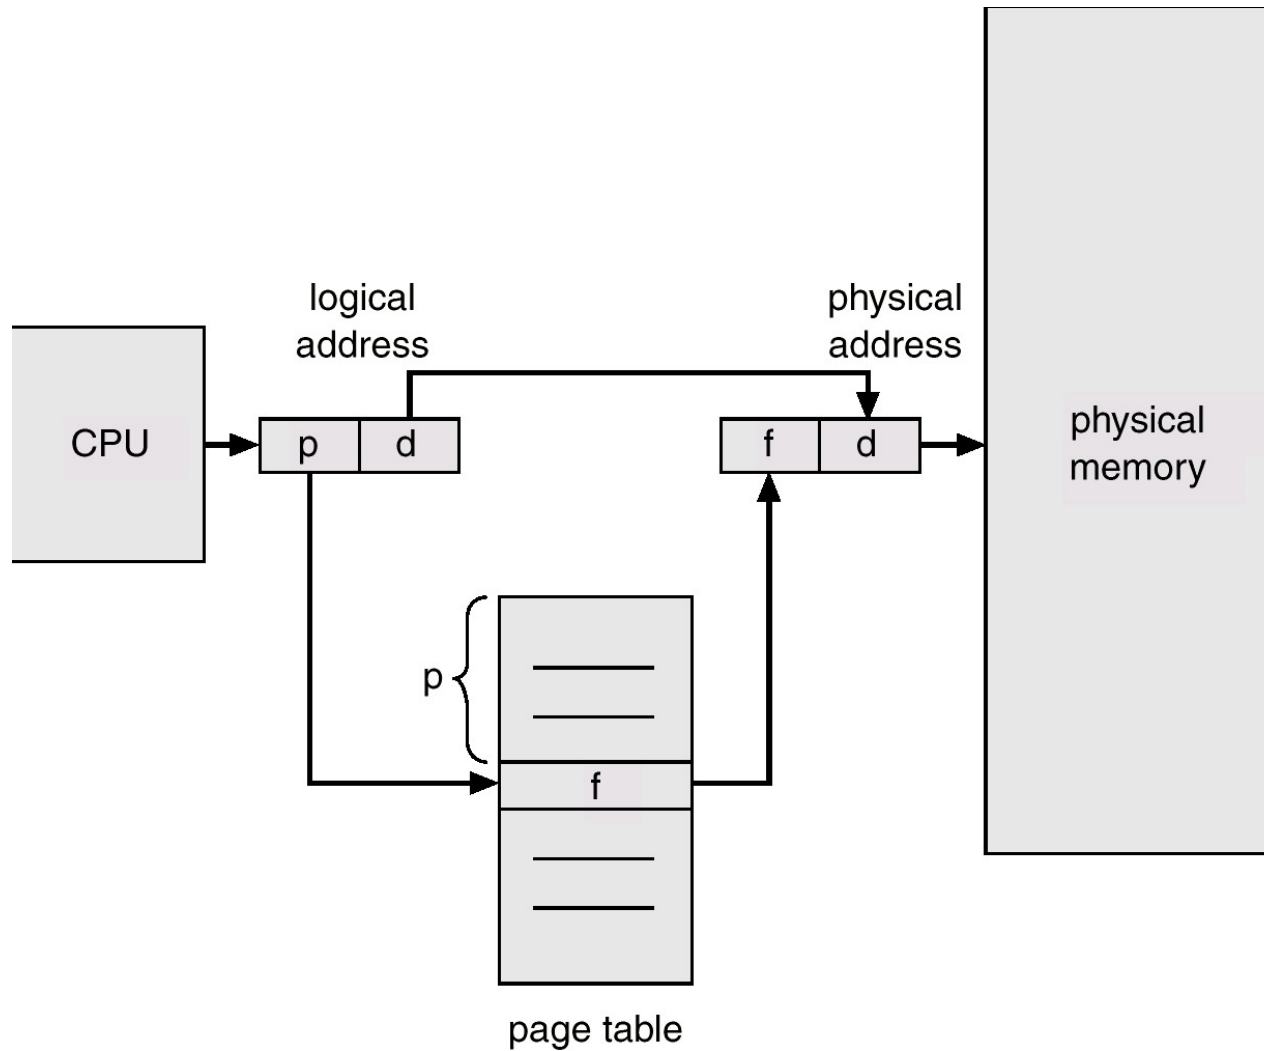 logical
address
physical
address
CPU
p
d
f
d
physical
memory
p
f
page table